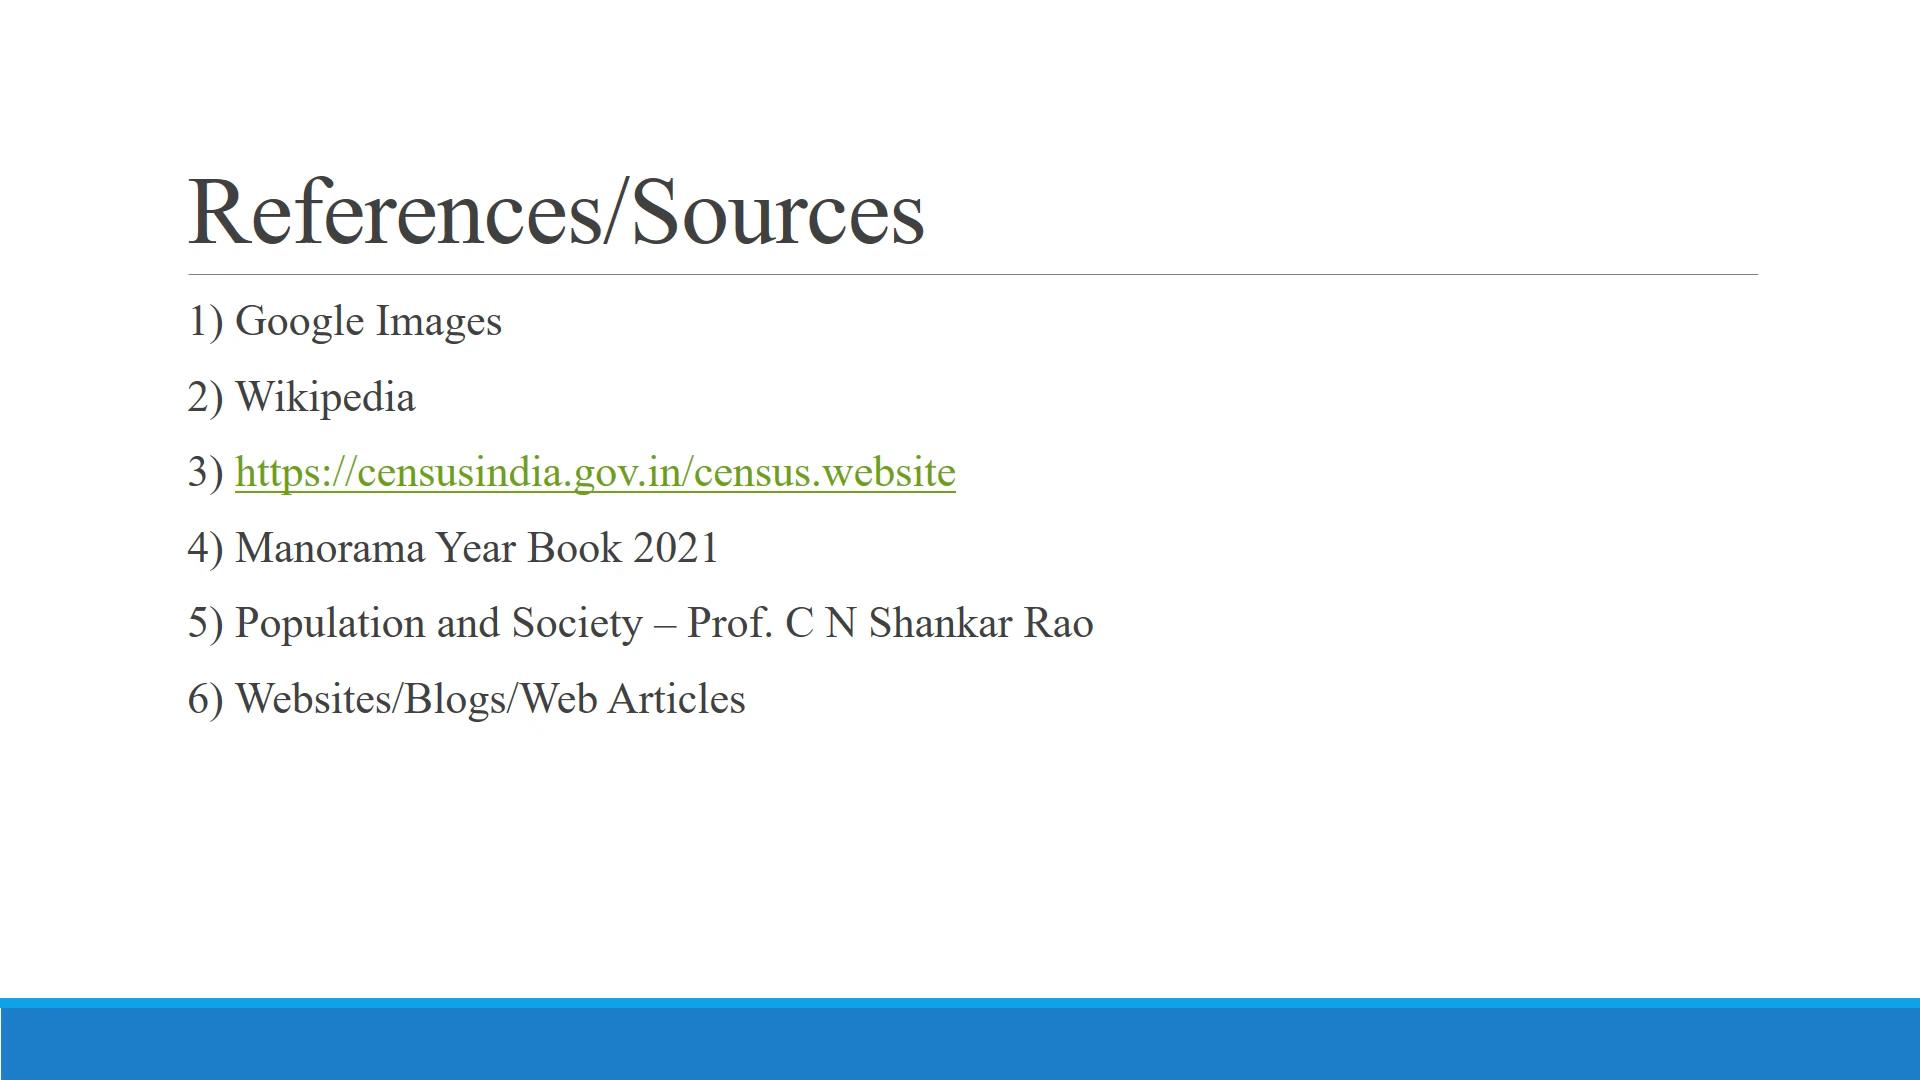 References/Sources
1) Google Images
2) Wikipedia
3) https://censusindia.gov.in/census.website
4) Manorama Year Book 2021
5) Population and Society – Prof. C N Shankar Rao
6) Websites/Blogs/Web Articles